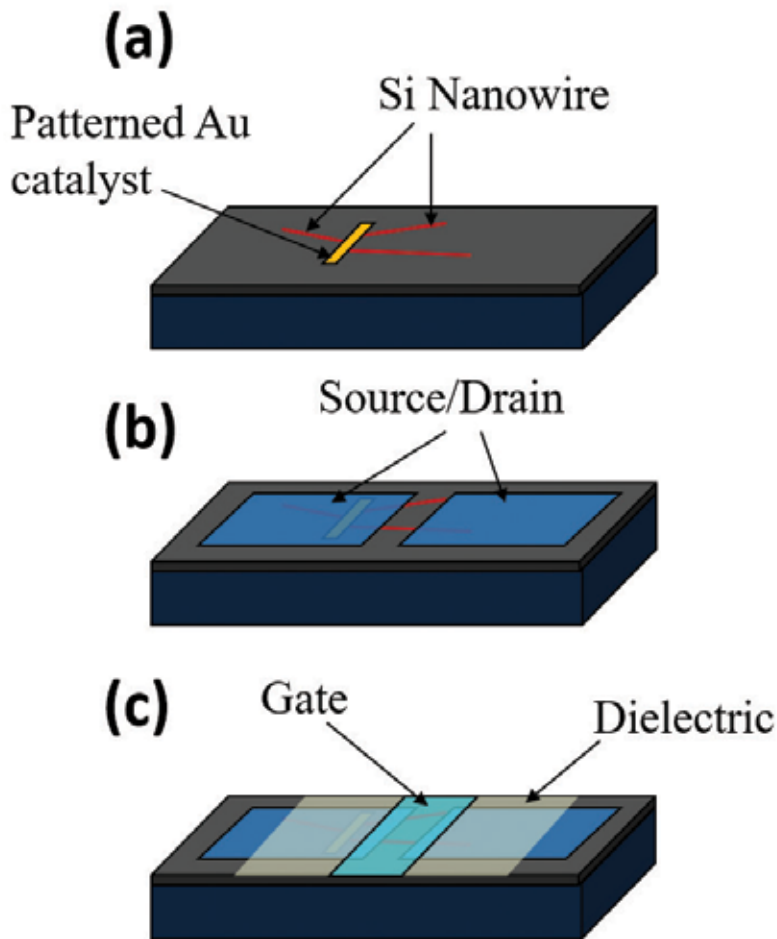 (a)
Si Nanowire
Patterned Au
catalyst
(b)
Source/Drain
(c)
Gate
Dielectric